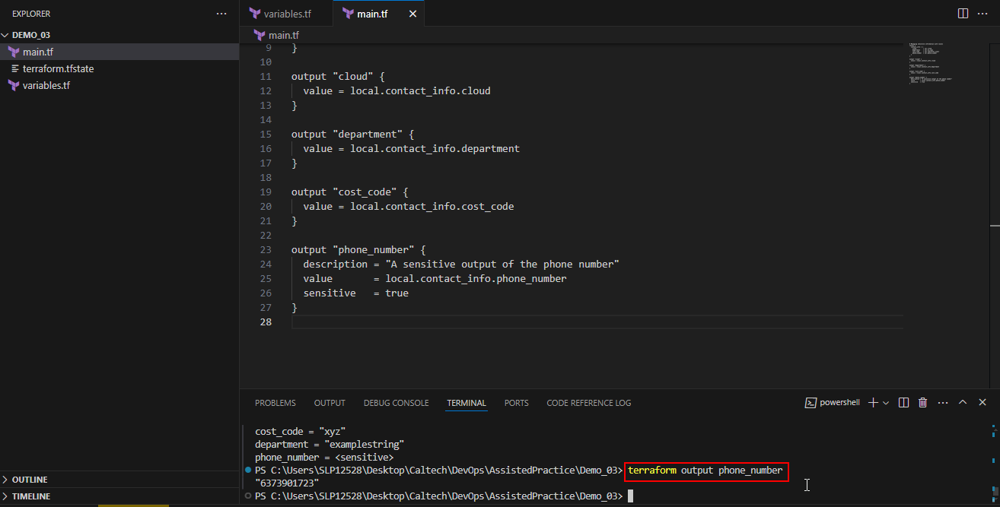 EXPLORER
variables.tf
main.tf
DEMO_03
main.tf
main.tf
terraform.tfstate
variables.tf
9 }
10
11 output "cloud" {
12 value = local.contact_info.cloud
13 }
14
15 output "department" {
16 value = local.contact_info.department
17 }
18
19 output "cost_code" {
20 value = local.contact_info.cost_code
21 }
22
23 output "phone_number" {
24 description = "A sensitive output of the phone number"
25 value = local.contact_info.phone_number
26 sensitive = true
27 }
28
PROBLEMS OUTPUT DEBUG CONSOLE TERMINAL PORTS CODE REFERENCE LOG
powershell
cost_code = "xyz"
department = "examplestring"
phone_number = <sensitive>
PS C:\Users\SLP12528\Desktop\Caltech\DevOps\AssistedPractice\Demo_03> terraform output phone_number
"6373901723"
PS C:\Users\SLP12528\Desktop\Caltech\DevOps\AssistedPractice\Demo_03>
OUTLINE
TIMELINE